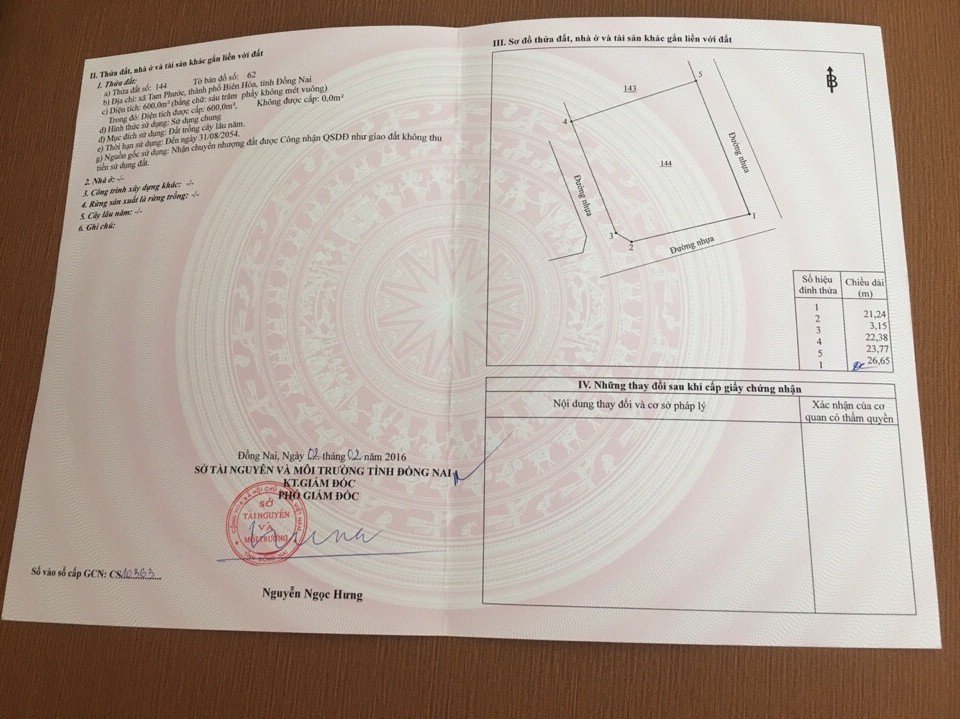 II. Thửa đất, nhà ở và tài sản khác gắn liền với đất
1. Thửa đất:
a) Thửa đất số: 144 Tờ bản đồ số: 62
b) Địa chỉ: xã Tam Phước, thành phố Biên Hòa, tỉnh Đồng Nai
c) Diện tích: 600,0m² (bằng chữ: sáu trăm phẩy không mét vuông)
Trong đó: Diện tích được cấp: 600,0m², Không được cấp: 0,0m²
d) Hình thức sử dụng: Sử dụng chung
đ) Mục đích sử dụng: Đất trồng cây lâu năm.
e) Thời hạn sử dụng: Đến ngày 31/08/2054.
g) Nguồn gốc sử dụng: Nhận chuyển nhượng đất được Công nhận QSDĐ như giao đất không thu
tiền sử dụng đất.
2. Nhà ở: -/-
3. Công trình xây dựng khác: -/-
4. Rừng sản xuất là rừng trồng: -/-
5. Cây lâu năm: -/-
6. Ghi chú:
Đồng Nai, Ngày 02 tháng 02 năm 2016
SỞ TÀI NGUYÊN VÀ MÔI TRƯỜNG TỈNH ĐỒNG NAI
KT.GIÁM ĐỐC
PHÓ GIÁM ĐỐC
SỞ
TÀI NGUYÊN
VÀ
MÔI TRƯỜNG
Nguyễn Ngọc Hưng
Số vào sổ cấp GCN: CS10363
III. Sơ đồ thửa đất, nhà ở và tài sản khác gắn liền với đất
B
5
143
4
144
Đường nhựa
Đường nhựa
1
3
2
Đường nhựa
Số hiệu đỉnh thửa Chiều dài (m)
1
21,24
2
3,15
3
22,38
4
23,77
5
26,65
1
IV. Những thay đổi sau khi cấp giấy chứng nhận
Nội dung thay đổi và cơ sở pháp lý
Xác nhận của cơ
quan có thẩm quyền